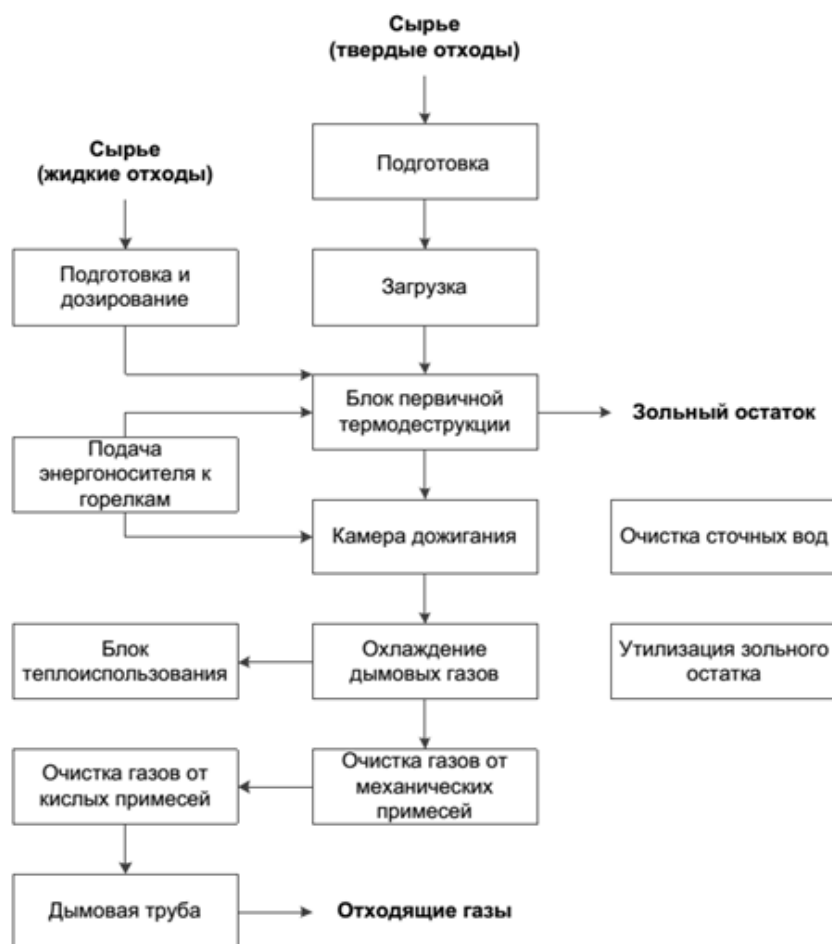 Сырье
(твердые отходы)
Подготовка
Сырье
(жидкие отходы)
Подготовка и
дозирование
Загрузка
Блок первичной
термодеструкции
Зольный остаток
Подача
энергоносителя к
горелкам
Камера дожигания
Очистка сточных вод
Блок
теплоиспользования
Охлаждение
дымовых газов
Утилизация зольного
остатка
Очистка газов от
кислых примесей
Очистка газов от
механических
примесей
Дымовая труба
Отходящие газы